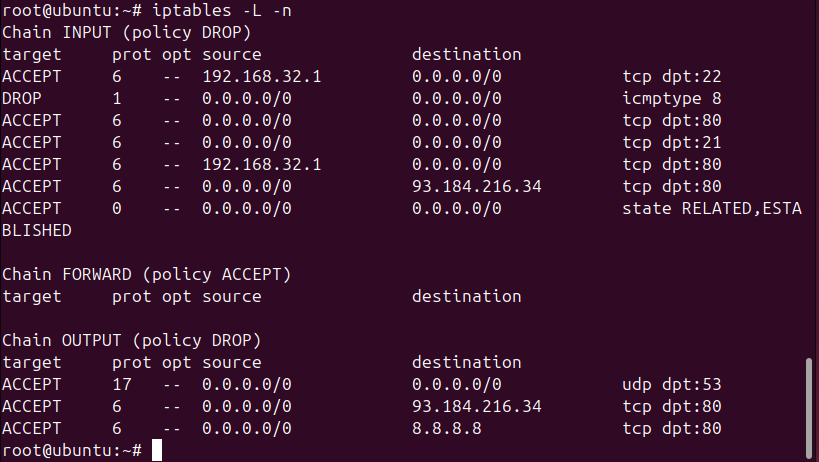 root@ubuntu:~# iptables -L -n
Chain INPUT (policy DROP)
target     prot opt source               destination
ACCEPT     6    --  192.168.32.1         0.0.0.0/0            tcp dpt:22
DROP       1    --  0.0.0.0/0            0.0.0.0/0            icmptype 8
ACCEPT     6    --  0.0.0.0/0            0.0.0.0/0            tcp dpt:80
ACCEPT     6    --  0.0.0.0/0            0.0.0.0/0            tcp dpt:21
ACCEPT     6    --  192.168.32.1         0.0.0.0/0            tcp dpt:80
ACCEPT     6    --  0.0.0.0/0            93.184.216.34        tcp dpt:80
ACCEPT     0    --  0.0.0.0/0            0.0.0.0/0            state RELATED,ESTA
BLISHED

Chain FORWARD (policy ACCEPT)
target     prot opt source               destination

Chain OUTPUT (policy DROP)
target     prot opt source               destination
ACCEPT     17   --  0.0.0.0/0            0.0.0.0/0            udp dpt:53
ACCEPT     6    --  0.0.0.0/0            93.184.216.34        tcp dpt:80
ACCEPT     6    --  0.0.0.0/0            8.8.8.8              tcp dpt:80
root@ubuntu:~#